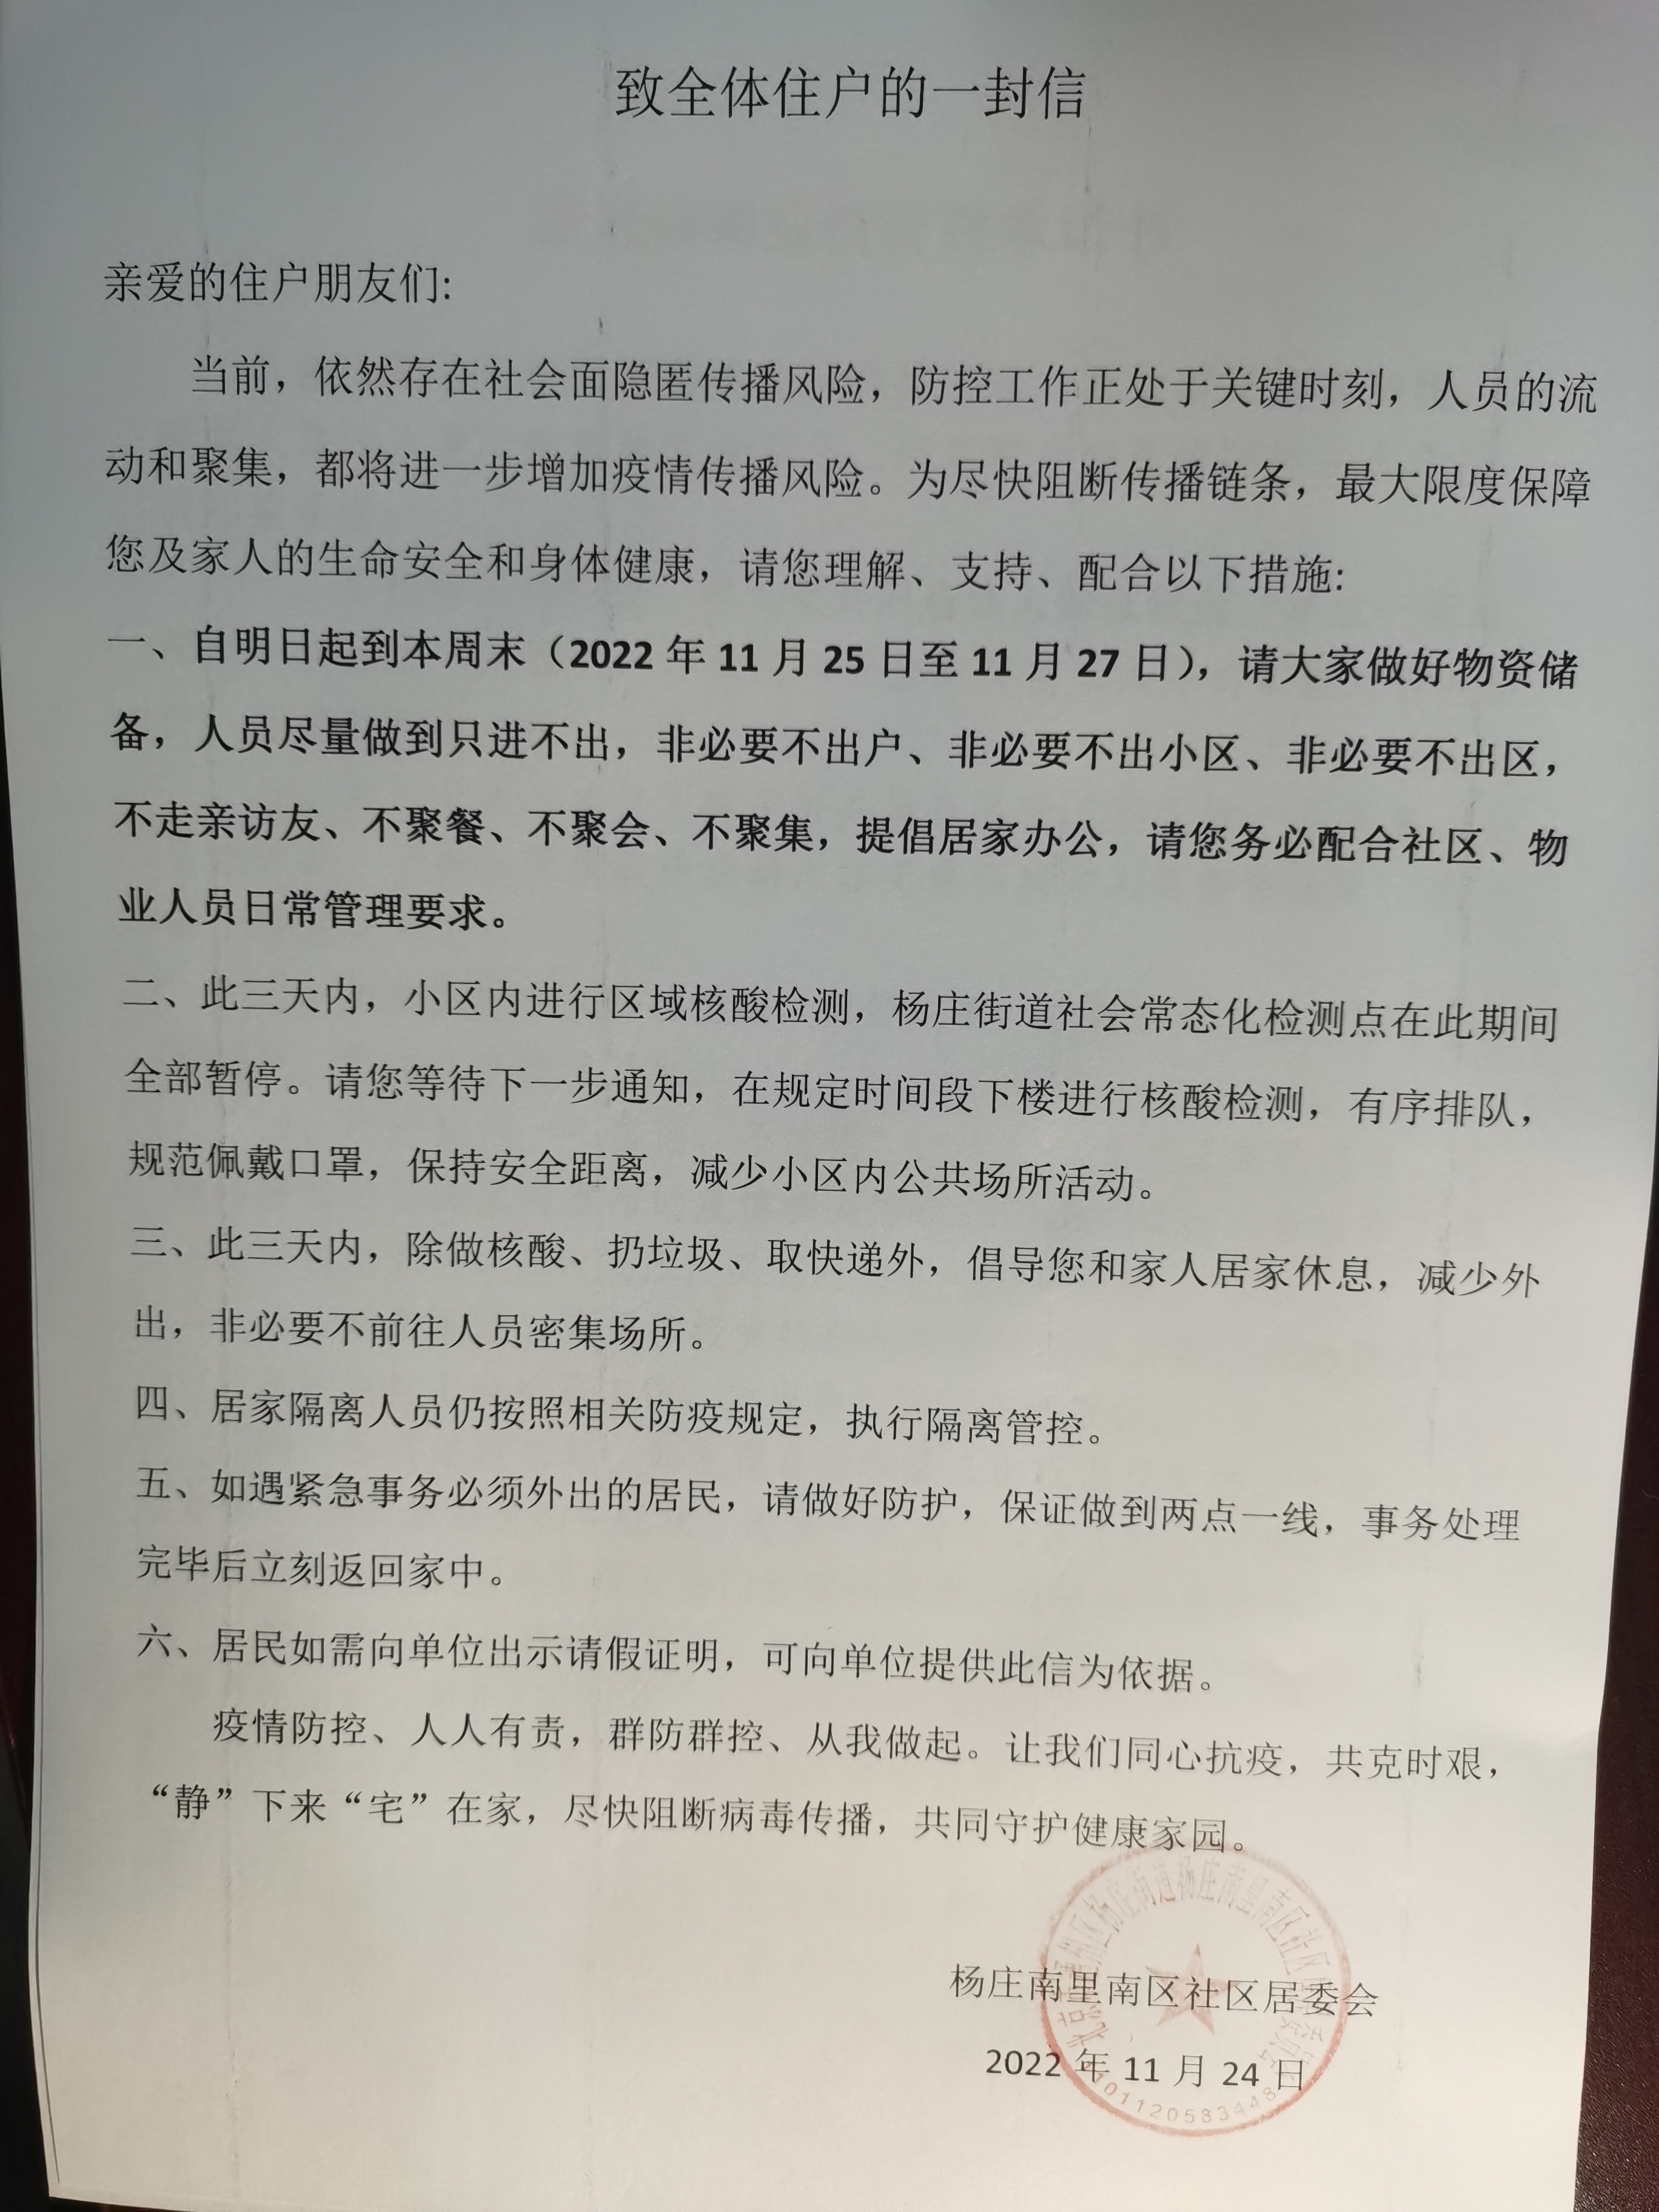 致全体住户的一封信
亲爱的住户朋友们:
当前，依然存在社会面隐匿传播风险，防控工作正处于关键时刻，人员的流
动和聚集，都将进一步增加疫情传播风险。为尽快阻断传播链条，最大限度保障
您及家人的生命安全和身体健康，请您理解、支持、配合以下措施:
一、自明日起到本周末（2022 年 11 月 25 日至 11 月 27 日），请大家做好物资储
备，人员尽量做到只进不出，非必要不出户、非必要不出小区、非必要不出区，
不走亲访友、不聚餐、不聚会、不聚集，提倡居家办公，请您务必配合社区、物
业人员日常管理要求。
二、此三天内，小区内进行区域核酸检测，杨庄街道社会常态化检测点在此期间
全部暂停。请您等待下一步通知，在规定时间段下楼进行核酸检测，有序排队，
规范佩戴口罩，保持安全距离，减少小区内公共场所活动。
三、此三天内，除做核酸、扔垃圾、取快递外，倡导您和家人居家休息，减少外
出，非必要不前往人员密集场所。
四、居家隔离人员仍按照相关防疫规定，执行隔离管控。
五、如遇紧急事务必须外出的居民，请做好防护，保证做到两点一线，事务处理
完毕后立刻返回家中。
六、居民如需向单位出示请假证明，可向单位提供此信为依据。
疫情防控、人人有责，群防群控、从我做起。让我们同心抗疫，共克时艰，
“静”下来“宅”在家，尽快阻断病毒传播，共同守护健康家园。
杨庄南里南区社区居委会
2022 年 11 月 24 日